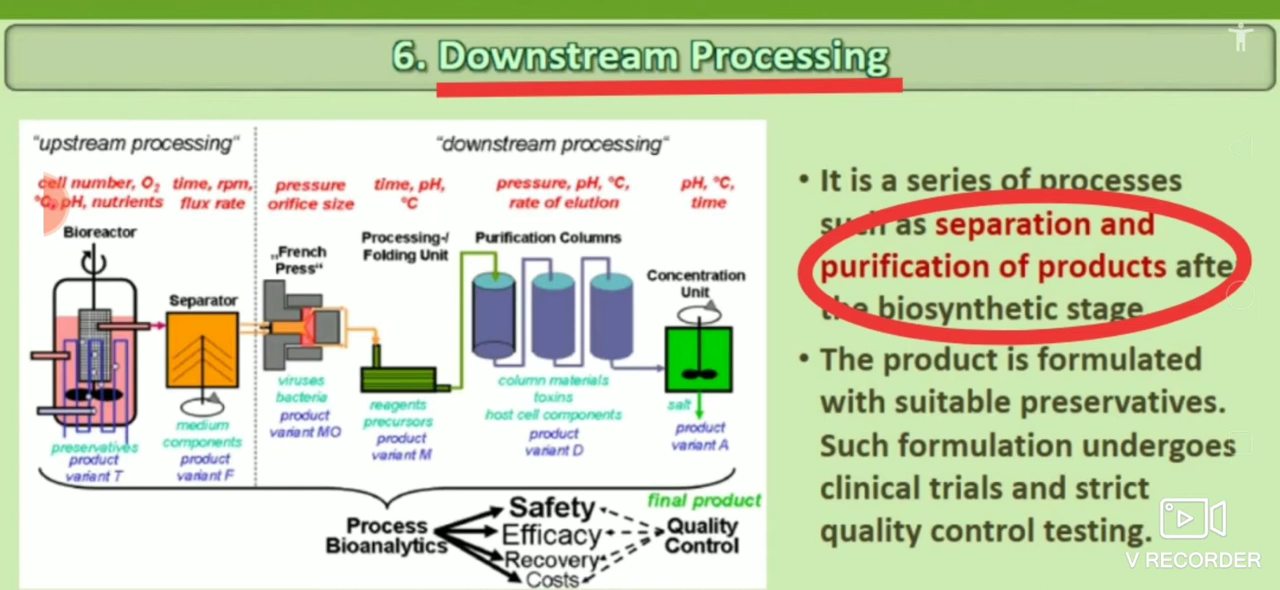 6. Downstream Processing
"upstream processing"
"downstream processing"
cell number, O2
°C, pH, nutrients
time, rpm,
flux rate
pressure
orifice size
time, pH,
°C
pressure, pH, °C,
rate of elution
pH, °C,
time
Bioreactor
Separator
„French
Press“
Processing-/
Folding Unit
Purification Columns
Concentration
Unit
preservatives
product
variant T
medium
components
product
variant F
viruses
bacteria
product
variant MO
reagents
precursors
product
variant M
column materials
toxins
host cell components
product
variant D
salt
product
variant A
final product
Process
Bioanalytics
Safety
Efficacy
Recovery
Costs
Quality
Control
• It is a series of processes
such as separation and
purification of products afte
the biosynthetic stage
• The product is formulated
with suitable preservatives.
Such formulation undergoes
clinical trials and strict
quality control testing.
V RECORDER